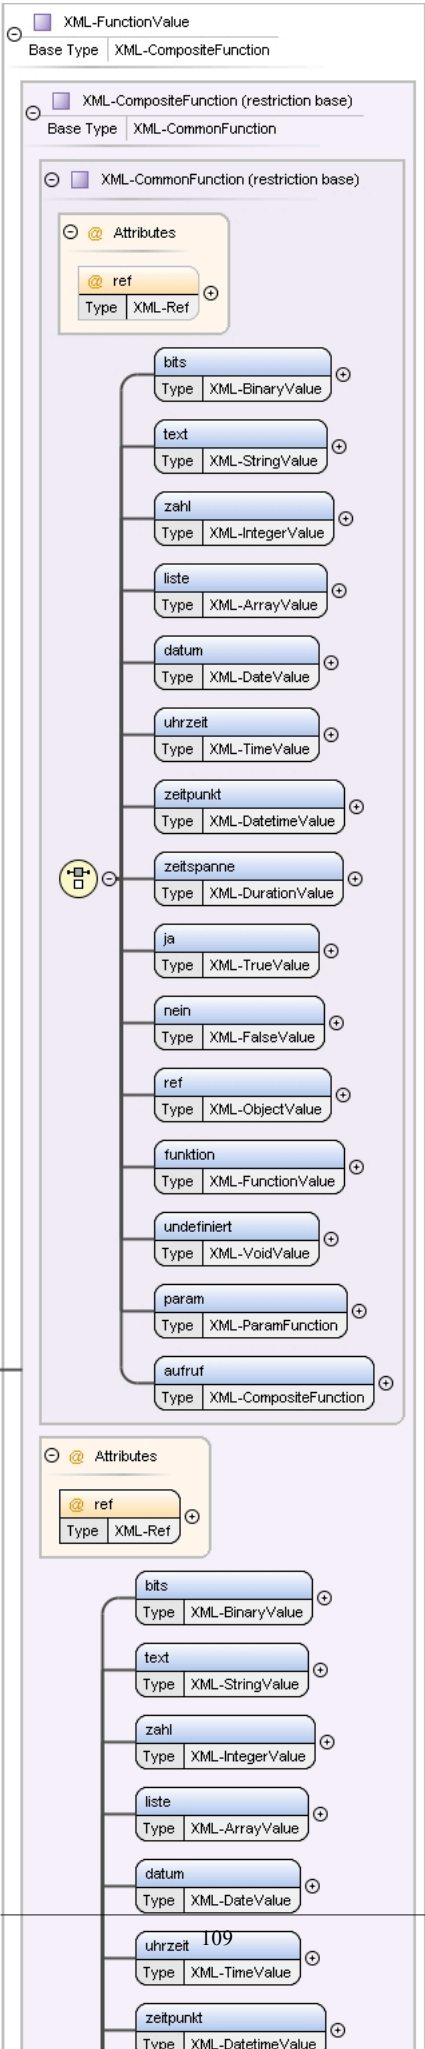 XML-FunctionValue
Base Type XML-CompositeFunction
XML-CompositeFunction (restriction base)
Base Type XML-CommonFunction
XML-CommonFunction (restriction base)
@ Attributes
@ ref
Type XML-Ref
bits
Type XML-BinaryValue
text
Type XML-StringValue
zahl
Type XML-IntegerValue
liste
Type XML-ArrayValue
datum
Type XML-DateValue
uhrzeit
Type XML-TimeValue
zeitpunkt
Type XML-DatetimeValue
zeitspanne
Type XML-DurationValue
ja
Type XML-TrueValue
nein
Type XML-FalseValue
ref
Type XML-ObjectValue
funktion
Type XML-FunctionValue
undefiniert
Type XML-VoidValue
param
Type XML-ParamFunction
aufruf
Type XML-CompositeFunction
@ Attributes
@ ref
Type XML-Ref
bits
Type XML-BinaryValue
text
Type XML-StringValue
zahl
Type XML-IntegerValue
liste
Type XML-ArrayValue
datum
Type XML-DateValue
uhrzeit
109
Type XML-TimeValue
zeitpunkt
Type XML-DatetimeValue